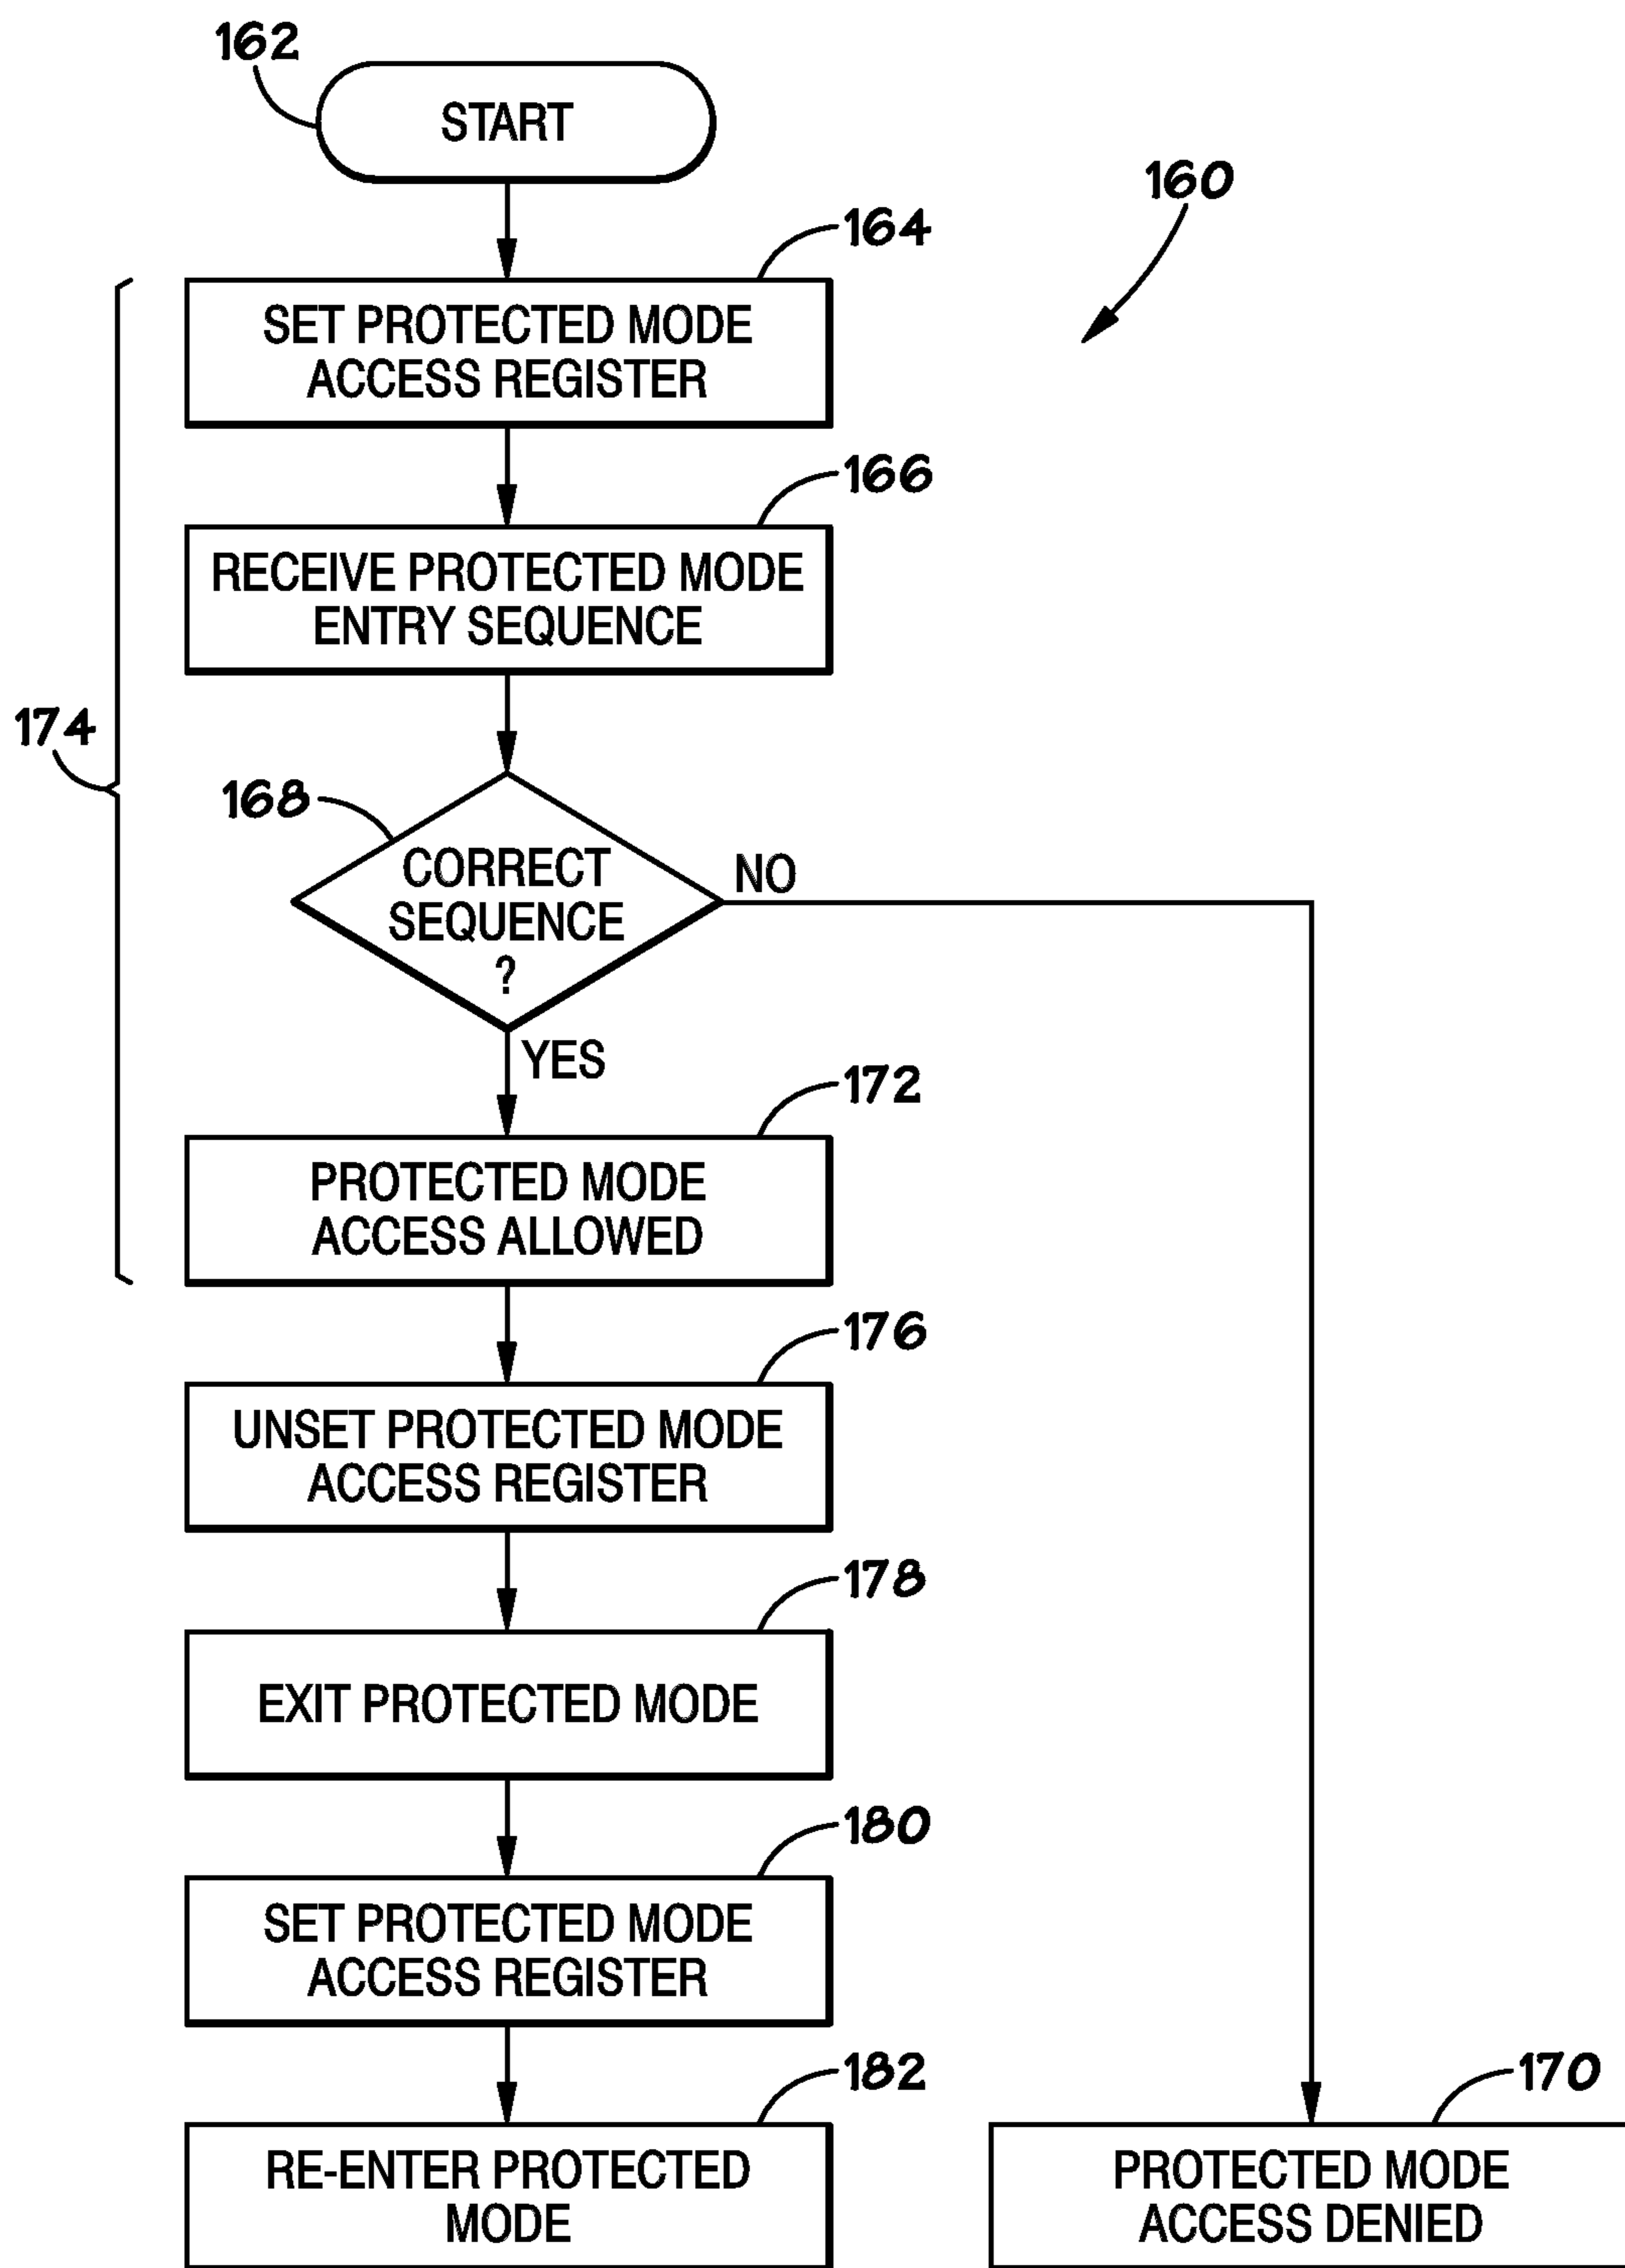 162
START
160
164
SET PROTECTED MODE
ACCESS REGISTER
166
RECEIVE PROTECTED MODE
ENTRY SEQUENCE
174
168
CORRECT
SEQUENCE
?
NO
YES
172
PROTECTED MODE
ACCESS ALLOWED
176
UNSET PROTECTED MODE
ACCESS REGISTER
178
EXIT PROTECTED MODE
180
SET PROTECTED MODE
ACCESS REGISTER
182
RE-ENTER PROTECTED
MODE
170
PROTECTED MODE
ACCESS DENIED